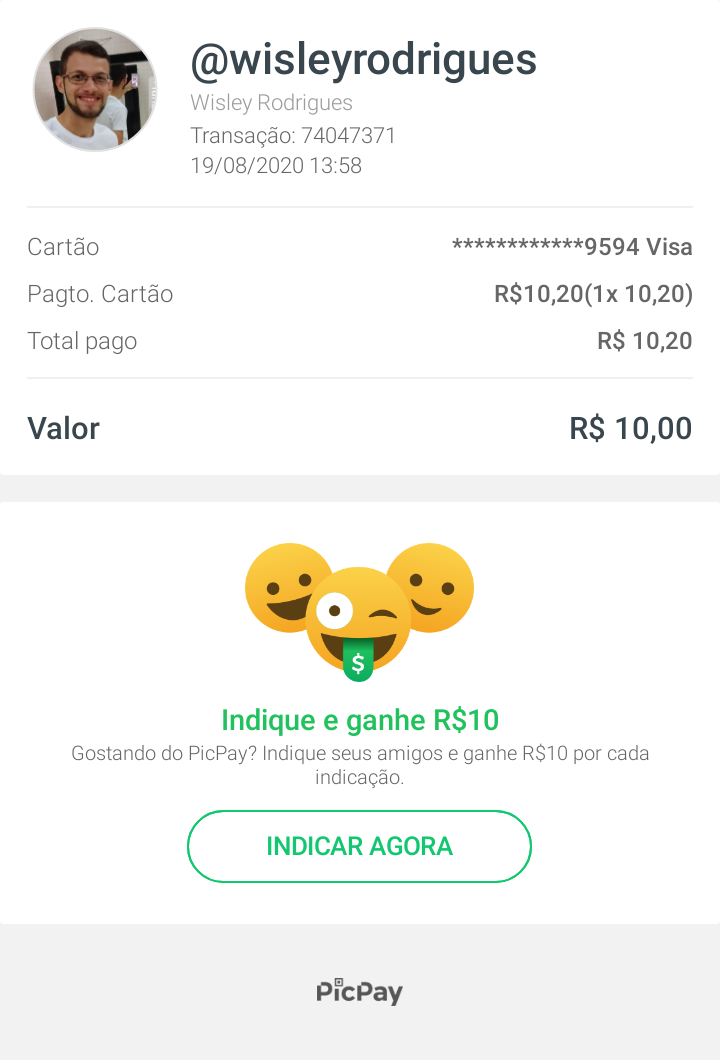 @wisleyrodrigues
Wisley Rodrigues
Transação: 74047371
19/08/2020 13:58
Cartão ************9594 Visa
Pagto. Cartão R$10,20(1x 10,20)
Total pago R$ 10,20
Valor R$ 10,00
$
Indique e ganhe R$10
Gostando do PicPay? Indique seus amigos e ganhe R$10 por cada
indicação.
INDICAR AGORA
PicPay